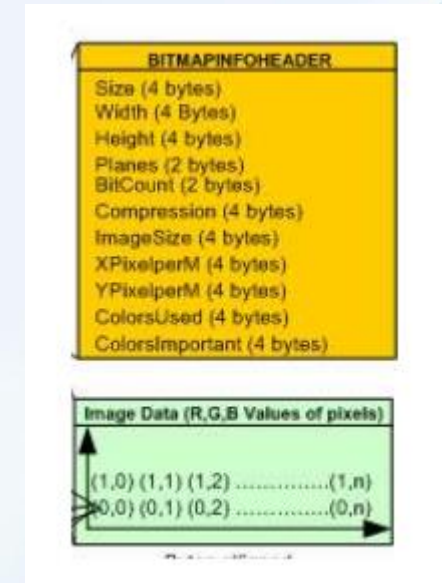 BITMAPINFOHEADER
Size (4 bytes)
Width (4 Bytes)
Height (4 bytes)
Planes (2 bytes)
BitCount (2 bytes)
Compression (4 bytes)
ImageSize (4 bytes)
XPixelperM (4 bytes)
YPixelperM (4 bytes)
ColorsUsed (4 bytes)
ColorsImportant (4 bytes)
Image Data (R,G,B Values of pixels)
(1,0) (1,1) (1,2) ..............(1,n)
(0,0) (0,1) (0,2) ..............(0,n)